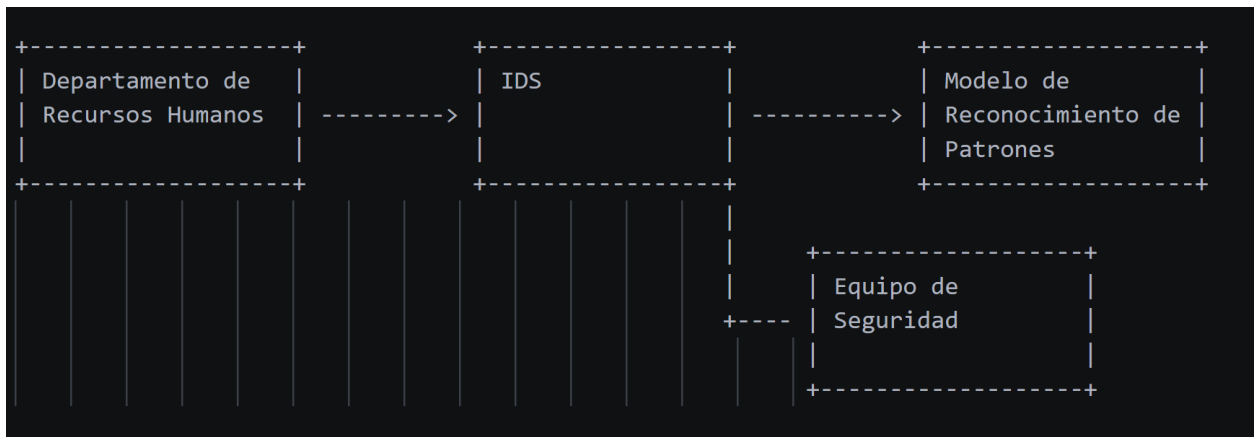 Departamento de
Recursos Humanos
IDS
Modelo de
Reconocimiento de
Patrones
Equipo de
Seguridad